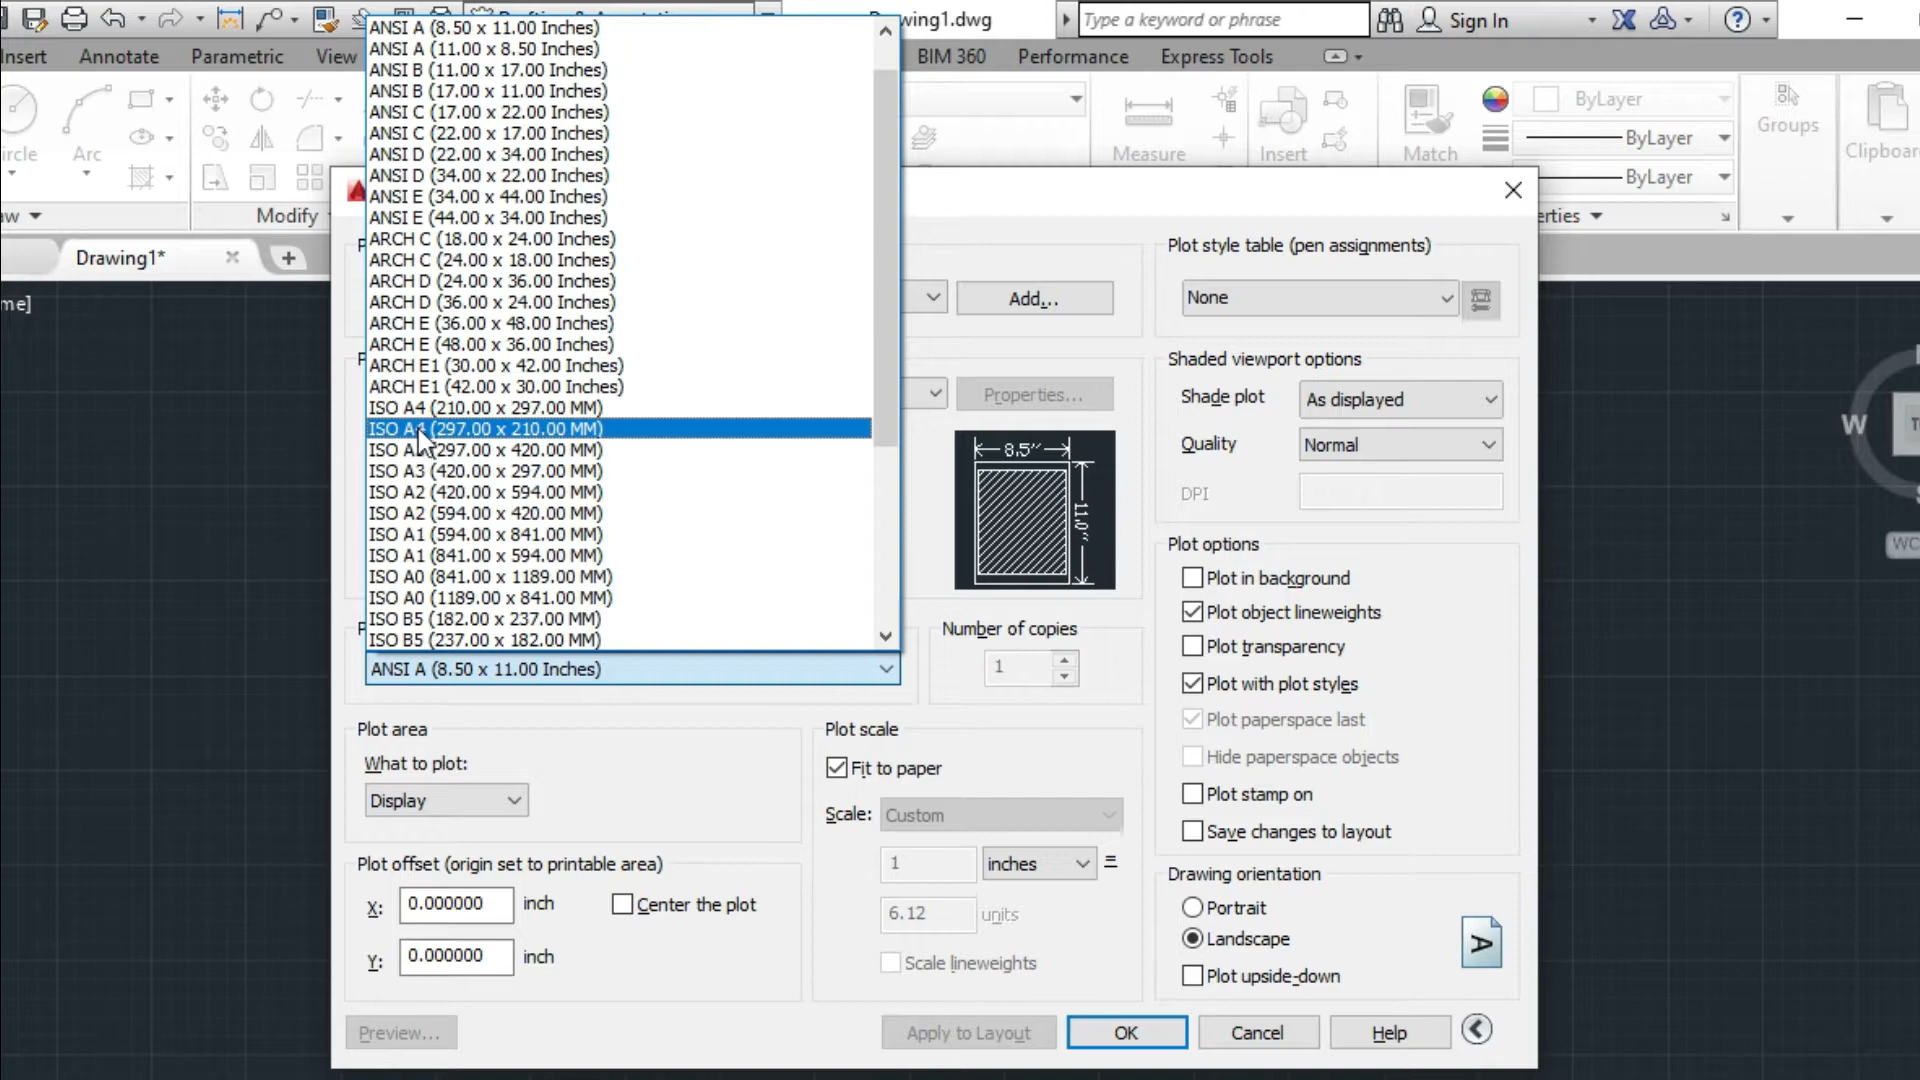 Drawing1.dwg
Type a keyword or phrase
Sign In
Insert
Annotate
Parametric
View
BIM 360
Performance
Express Tools
Arc
Measure
Insert
Match
ByLayer
ByLayer
ByLayer
Groups
Clipboar
Modify
Drawing1*
ANSI A (8.50 x 11.00 Inches)
ANSI A (11.00 x 8.50 Inches)
ANSI B (11.00 x 17.00 Inches)
ANSI B (17.00 x 11.00 Inches)
ANSI C (17.00 x 22.00 Inches)
ANSI C (22.00 x 17.00 Inches)
ANSI D (22.00 x 34.00 Inches)
ANSI D (34.00 x 22.00 Inches)
ANSI E (34.00 x 44.00 Inches)
ANSI E (44.00 x 34.00 Inches)
ARCH C (18.00 x 24.00 Inches)
ARCH C (24.00 x 18.00 Inches)
ARCH D (24.00 x 36.00 Inches)
ARCH D (36.00 x 24.00 Inches)
ARCH E (36.00 x 48.00 Inches)
ARCH E (48.00 x 36.00 Inches)
ARCH E1 (30.00 x 42.00 Inches)
ARCH E1 (42.00 x 30.00 Inches)
ISO A4 (210.00 x 297.00 MM)
ISO A4 (297.00 x 210.00 MM)
ISO (297.00 x 420.00 MM)
ISO A3 (420.00 x 297.00 MM)
ISO A2 (420.00 x 594.00 MM)
ISO A2 (594.00 x 420.00 MM)
ISO A1 (594.00 x 841.00 MM)
ISO A1 (841.00 x 594.00 MM)
ISO A0 (841.00 x 1189.00 MM)
ISO A0 (1189.00 x 841.00 MM)
ISO B5 (182.00 x 237.00 MM)
ISO B5 (237.00 x 182.00 MM)
ANSI A (8.50 x 11.00 Inches)
Add...
Properties...
8.5″
11.0″
Number of copies
1
Plot area
What to plot:
Display
Plot offset (origin set to printable area)
X: 0.000000 inch
Center the plot
Y: 0.000000 inch
Plot scale
Fit to paper
Scale: Custom
1 inches =
6.12 units
Scale lineweights
Plot style table (pen assignments)
None
Shaded viewport options
Shade plot As displayed
Quality Normal
DPI
Plot options
Plot in background
Plot object lineweights
Plot transparency
Plot with plot styles
Plot paperspace last
Hide paperspace objects
Plot stamp on
Save changes to layout
Drawing orientation
Portrait
Landscape
Plot upside-down
A
Preview...
Apply to Layout
OK
Cancel
Help
W